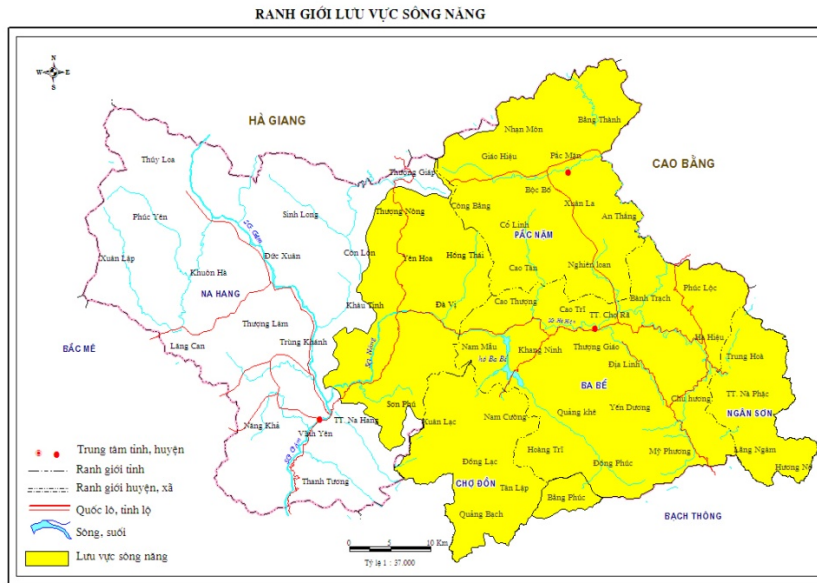 RANH GIỚI LƯU VỰC SÔNG NĂNG
N
W E
S
HÀ GIANG
CAO BẰNG
Bằng Thành
Nhạn Môn
Giáo Hiệu
Pác Mặn
Thúy Loa
Thượng Giáp
Bộc Bố
Công Bằng
Xuân La
An Thắng
Sinh Long
Thượng Nông
Cổ Linh
PẮC NẶM
Phúc Yên
Côn Lôn
Yên Hoa
Hồng Thái
Nghiên loan
Xuân Lập
Đức Xuân
Cao Tân
Khuôn Hà
Bành Trạch
Phúc Lộc
NA HANG
Khâu Tinh
Đà Vị
Cao Thượng
Cao Trĩ
TT. Chợ Rã
Thượng Lâm
Hà Hiệu
BẮC MÊ
Lăng Can
Trùng Khánh
Nam Mẫu
Khang Ninh
Thượng Giáo
Trung Hoà
hồ Ba Bể
Địa Linh
BA BỂ
Chu hương
TT. Nà Phặc
Sơn Phú
NGÂN SƠN
Năng Khả
TT. Na Hang
Xuân Lạc
Nam Cường
Quảng khê
Yến Dương
Vĩnh Yên
Hoàng Trĩ
Mỹ Phương
Lãng Ngâm
Đồng Lạc
Đồng Phúc
Hương Nê
Thanh Tương
CHỢ ĐỒN
Tân Lập
Bằng Phúc
Quảng Bạch
BẠCH THÔNG
Trung tâm tỉnh, huyện
Ranh giới tỉnh
Ranh giới huyện, xã
Quốc lộ, tỉnh lộ
Sông, suối
Lưu vực sông năng
0 5 10 Km
Tỷ lệ 1 : 37.000